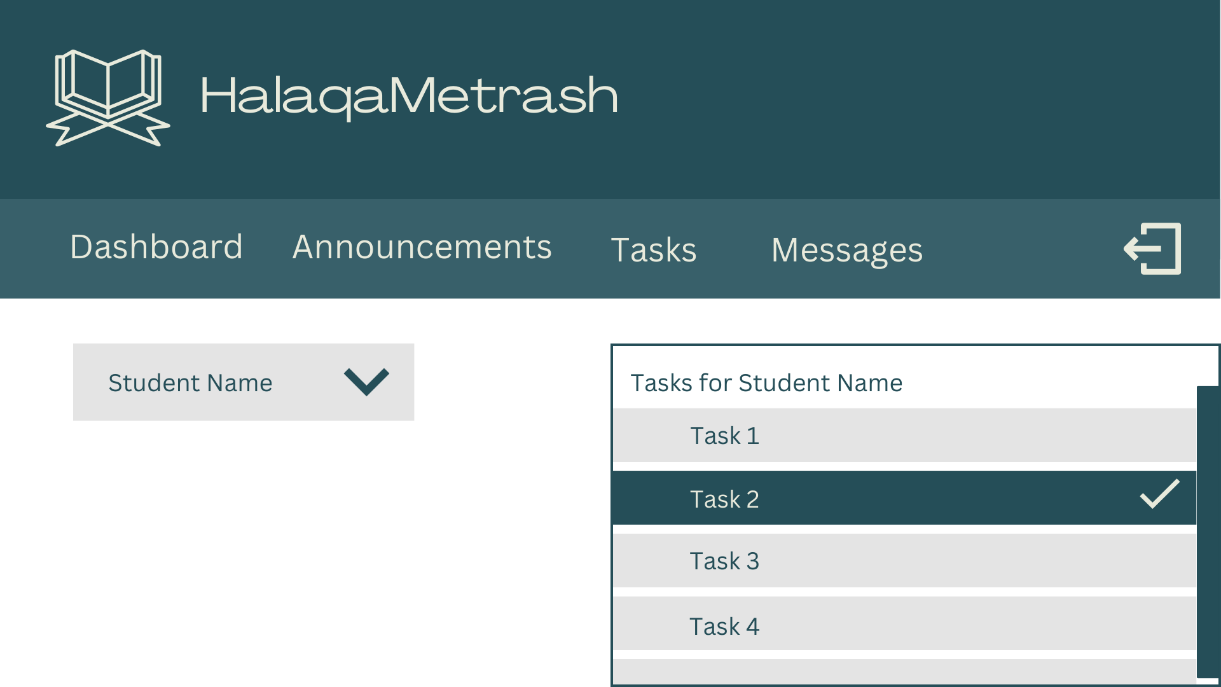 HalaqaMetrash
Dashboard Announcements Tasks Messages
Student Name
Tasks for Student Name
Task 1
Task 2
Task 3
Task 4